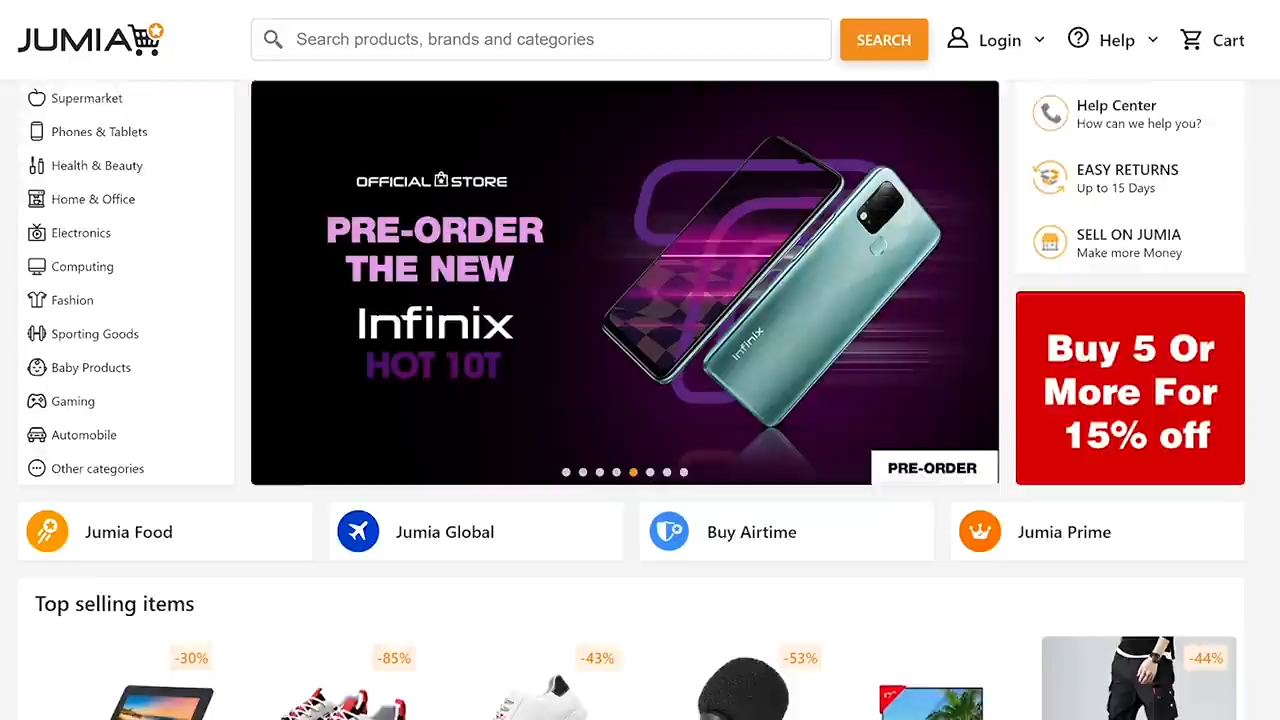 JUMIA
Search products, brands and categories
SEARCH
Login
Help
Cart
Supermarket
Phones & Tablets
Health & Beauty
Home & Office
Electronics
Computing
Fashion
Sporting Goods
Baby Products
Gaming
Automobile
Other categories
OFFICIAL STORE
PRE-ORDER
THE NEW
Infinix
HOT 10T
Infinix
PRE-ORDER
Help Center
How can we help you?
EASY RETURNS
Up to 15 Days
SELL ON JUMIA
Make more Money
Buy 5 Or
More For
15% off
Jumia Food
Jumia Global
Buy Airtime
Jumia Prime
Top selling items
-30%
-85%
-43%
-53%
-44%